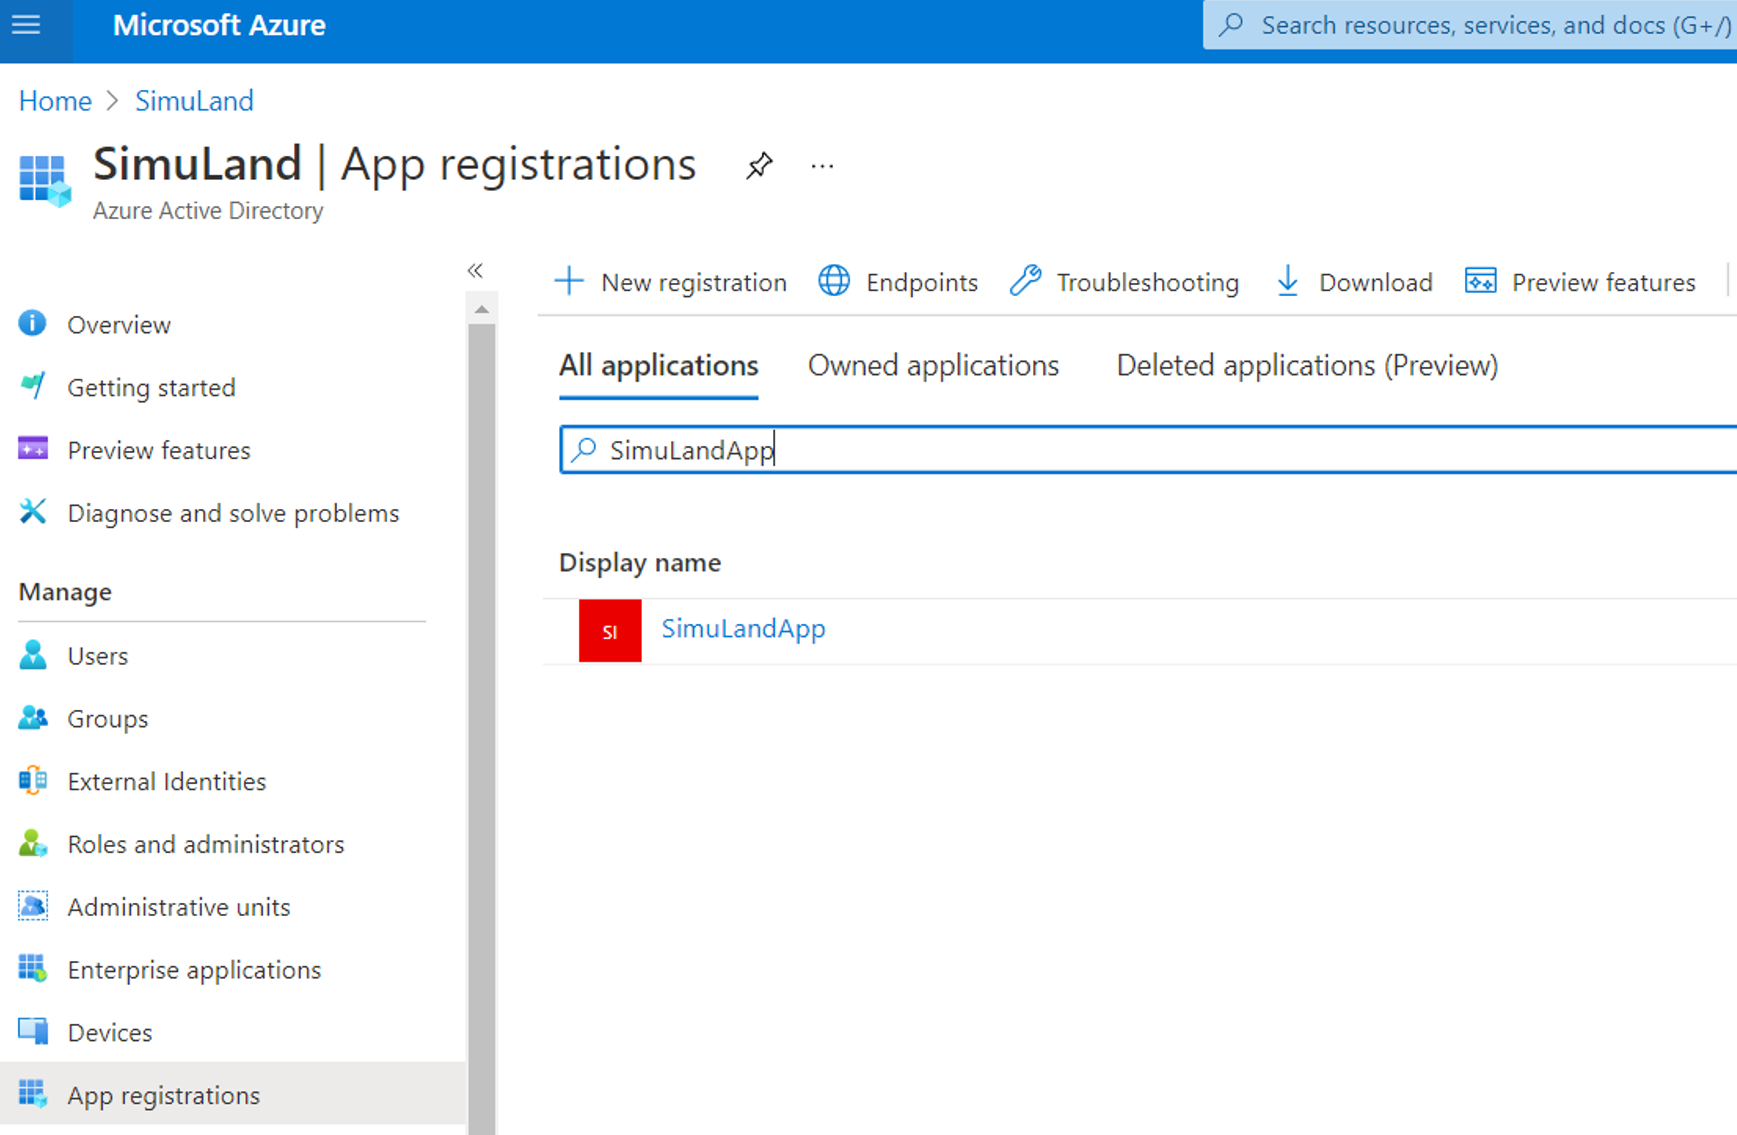 Microsoft Azure
Search resources, services, and docs (G+/)
Home > SimuLand
SimuLand | App registrations
Azure Active Directory
Overview
Getting started
Preview features
Diagnose and solve problems
Manage
Users
Groups
External Identities
Roles and administrators
Administrative units
Enterprise applications
Devices
App registrations
New registration Endpoints Troubleshooting Download Preview features
All applications Owned applications Deleted applications (Preview)
SimuLandApp
Display name
SI SimuLandApp